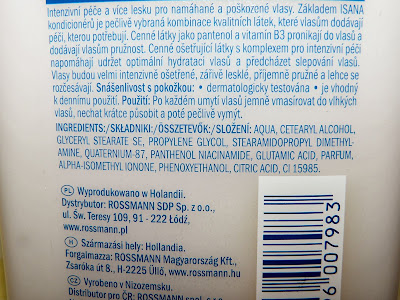 Intenzivní péče a více lesku pro namáhané a poškozené vlasy. Základem ISANA
kondicionérů je pečlivě vybraná kombinace kvalitních látek, které vlasům dodávají
péči, kterou potřebují. Cenné látky jako pantenol a vitamin B3 pronikají do vlasů a
dodávají vlasům pružnost. Cenné ošetřující látky s komplexem pro intenzivní péči
napomáhají udržet optimální hydrataci vlasů a předcházet slepování vlasů.
Vlasy budou velmi intenzivně ošetřené, zářivě lesklé, příjemně pružné a lehce se
rozčesávají. Snášenlivost s pokožkou: • dermatologicky testována • je vhodný
k dennímu použití. Použití: Po každém umytí vlasů jemně vmasírovat do vlhkých
vlasů, nechat krátce působit a poté pečlivě vymýt.
INGREDIENTS:/SKŁADNIKI:/ÖSSZETEVŐK:/SLOŽENÍ: AQUA, CETEARYL ALCOHOL,
GLYCERYL STEARATE SE, PROPYLENE GLYCOL, STEARAMIDOPROPYL DIMETHYL-
AMINE, QUATERNIUM-87, PANTHENOL NIACINAMIDE, GLUTAMIC ACID, PARFUM,
ALPHA-ISOMETHYL IONONE, PHENOXYETHANOL, CITRIC ACID, CI 15985.
PL Wyprodukowano w Holandii.
Dystrybutor: ROSSMANN SDP Sp. z o.o.,
ul. Św. Teresy 109, 91 - 222 Łódź,
www.rossmann.pl
H Származási hely: Hollandia.
Forgalmazza: ROSSMANN Magyarország Kft.,
Zsaróka út 8., H-2225 Üllő, www.rossmann.hu
CZ Vyrobeno v Nizozemsku.
Distributor pro ČR: ROSSMANN spol.
61007983